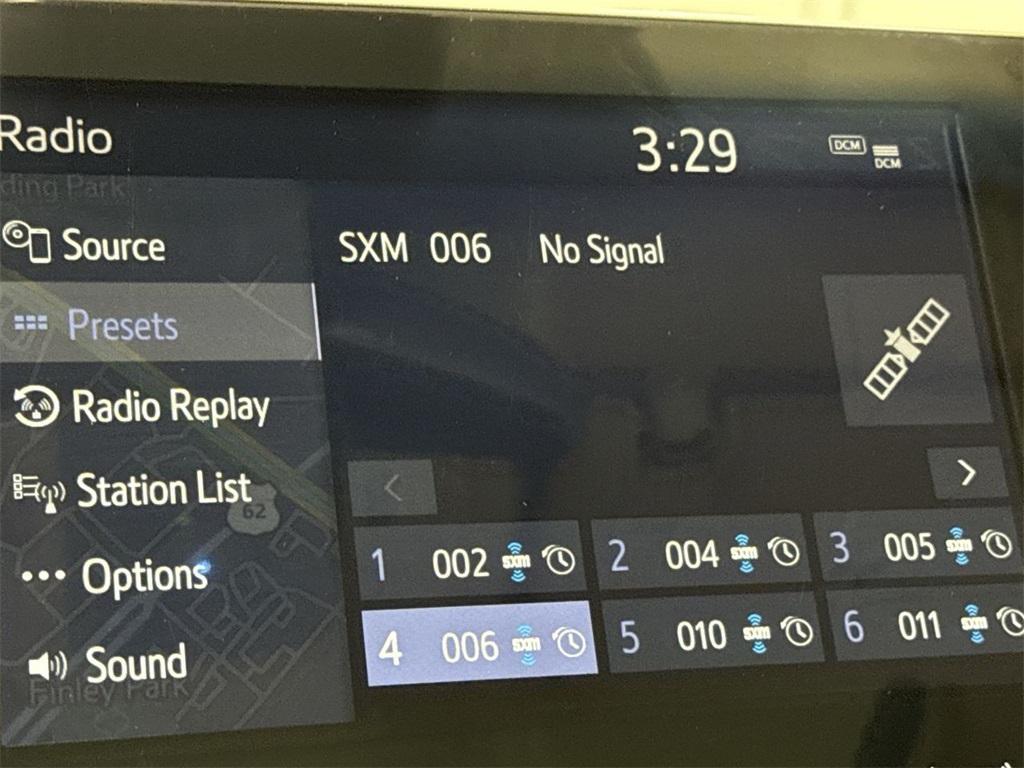 Radio 3:29 DCM DCM
ding Park
Source
SXM 006 No Signal
Presets
Radio Replay
Station List
62
Options
Sound
Finley Park
1 002 sxm 2 004 sxm 3 005 sxm
4 006 sxm 5 010 sxm 6 011 sxm